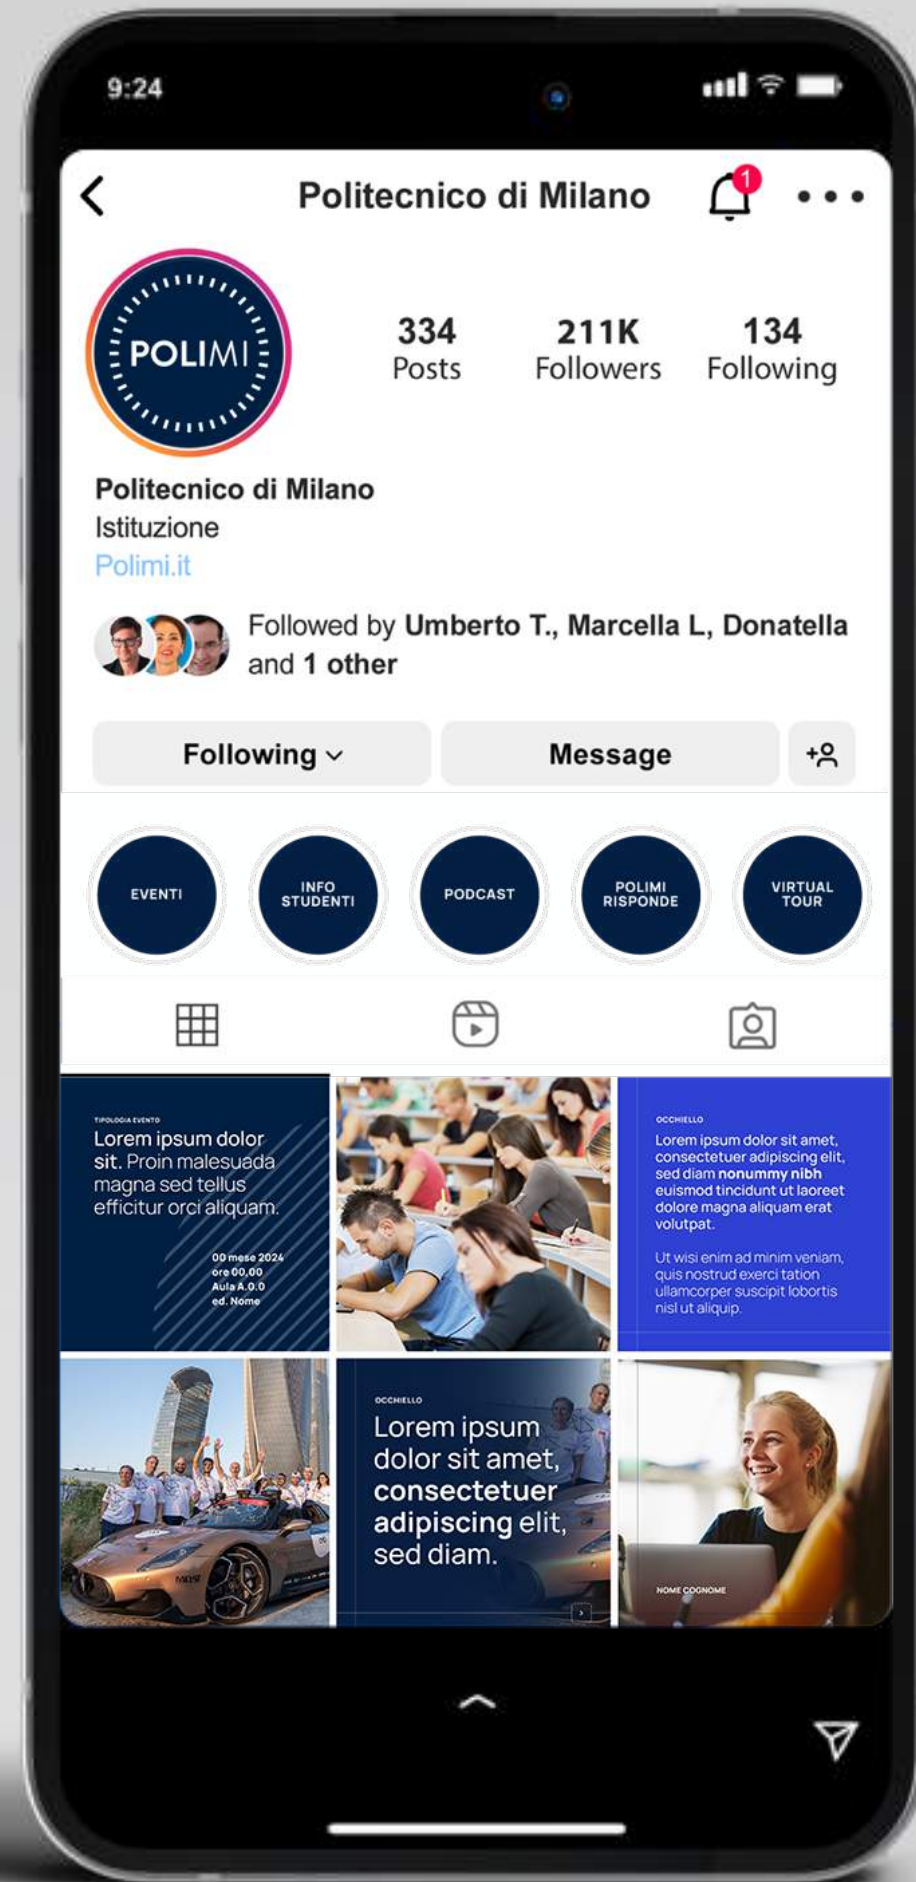 9:24
Politecnico di Milano
1
POLIMI
334
Posts
211K
Followers
134
Following
Politecnico di Milano
Istituzione
Polimi.it
Followed by Umberto T., Marcella L, Donatella
and 1 other
Following
Message
EVENTI
INFO
STUDENTI
PODCAST
POLIMI
RISPONDE
VIRTUAL
TOUR
TIPOLOGIA EVENTO
Lorem ipsum dolor
sit. Proin malesuada
magna sed tellus
efficitur orci aliquam.
00 mese 2024
ore 00,00
Aula A.0.0
ed. Nome
OCCHIELLO
Lorem ipsum dolor sit amet,
consectetuer adipiscing elit,
sed diam nonummy nibh
euismod tincidunt ut laoreet
dolore magna aliquam erat
volutpat.
Ut wisi enim ad minim veniam,
quis nostrud exerci tation
ullamcorper suscipit lobortis
nisl ut aliquip.
OCCHIELLO
Lorem ipsum
dolor sit amet,
consectetuer
adipiscing elit,
sed diam.
NOME COGNOME